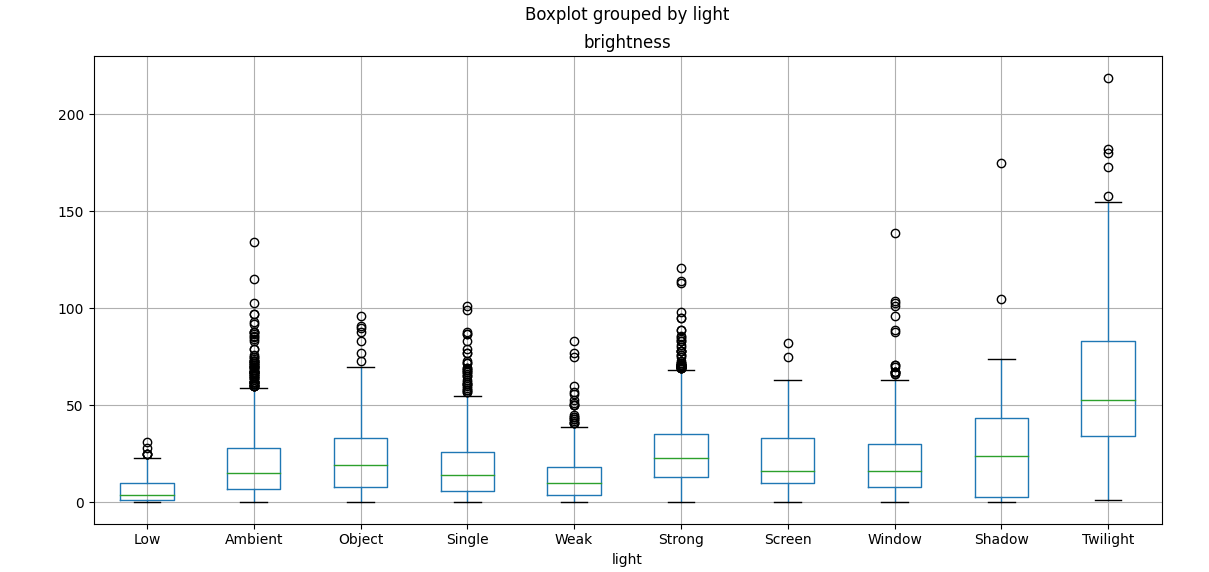 Boxplot grouped by light
brightness
200
150
100
50
0
Low Ambient Object Single Weak Strong Screen Window Shadow Twilight
light